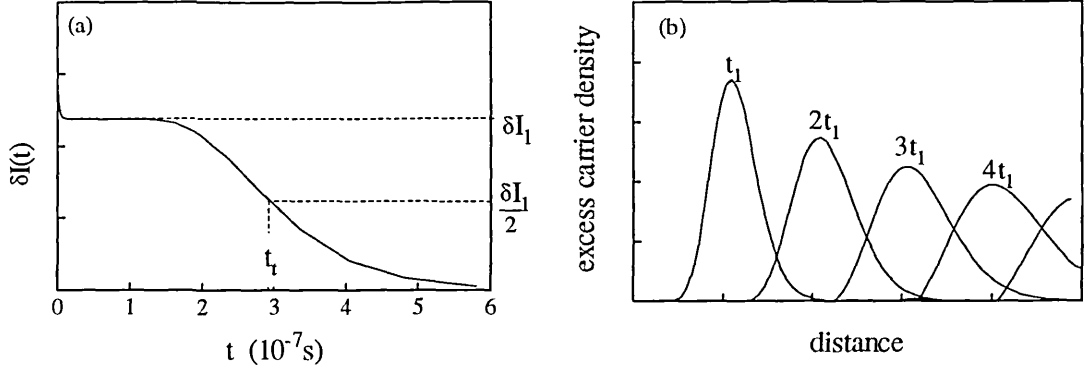 (a)
δI(t)
δI₁
δI₁
2
tₜ
0 1 2 3 4 5 6
t (10⁻⁷s)
(b)
excess carrier density
t₁
2t₁
3t₁
4t₁
distance